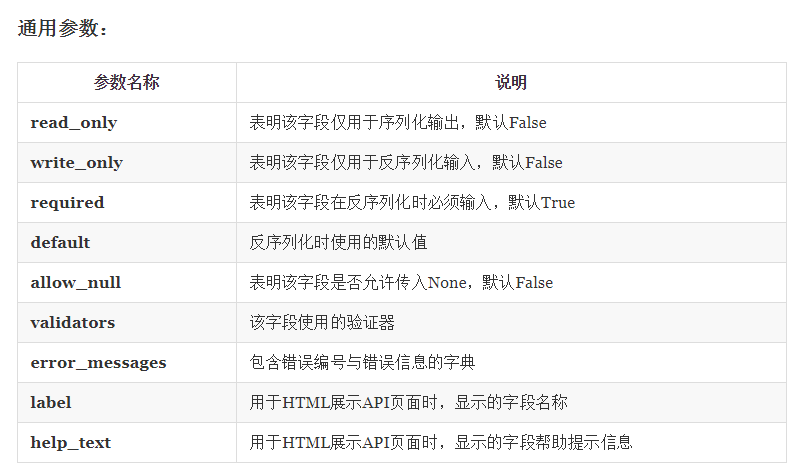 通用参数：
参数名称 说明
read_only 表明该字段仅用于序列化输出，默认False
write_only 表明该字段仅用于反序列化输入，默认False
required 表明该字段在反序列化时必须输入，默认True
default 反序列化时使用的默认值
allow_null 表明该字段是否允许传入None，默认False
validators 该字段使用的验证器
error_messages 包含错误编号与错误信息的字典
label 用于HTML展示API页面时，显示的字段名称
help_text 用于HTML展示API页面时，显示的字段帮助提示信息